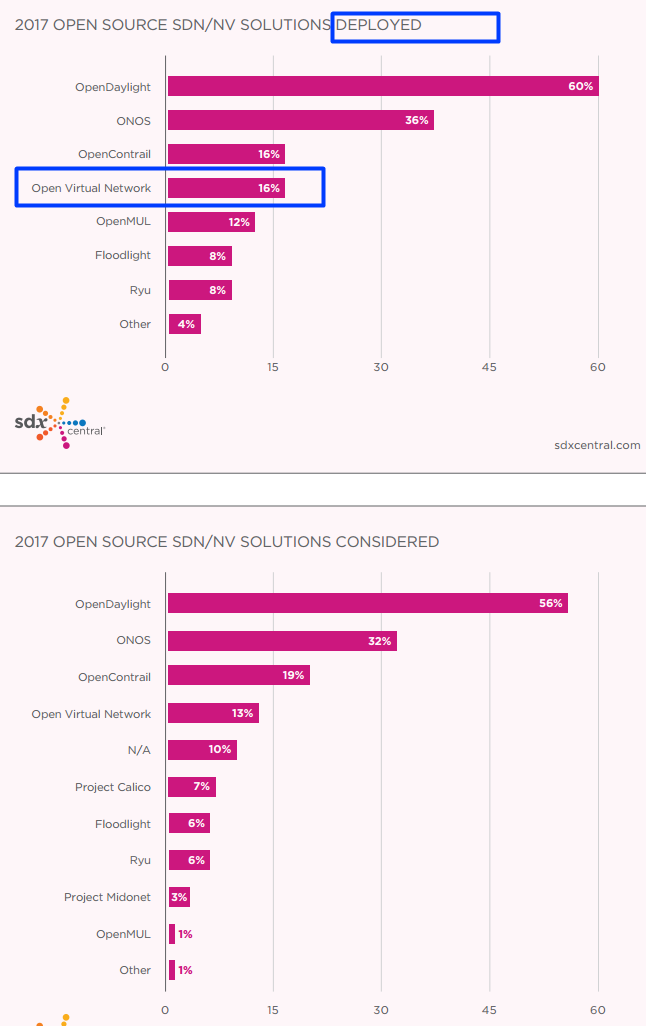 2017 OPEN SOURCE SDN/NV SOLUTIONS DEPLOYED
OpenDaylight 60%
ONOS 36%
OpenContrail 16%
Open Virtual Network 16%
OpenMUL 12%
Floodlight 8%
Ryu 8%
Other 4%
0 15 30 45 60
sdx central
sdxcentral.com
2017 OPEN SOURCE SDN/NV SOLUTIONS CONSIDERED
OpenDaylight 56%
ONOS 32%
OpenContrail 19%
Open Virtual Network 13%
N/A 10%
Project Calico 7%
Floodlight 6%
Ryu 6%
Project Midonet 3%
OpenMUL 1%
Other 1%
0 15 30 45 60